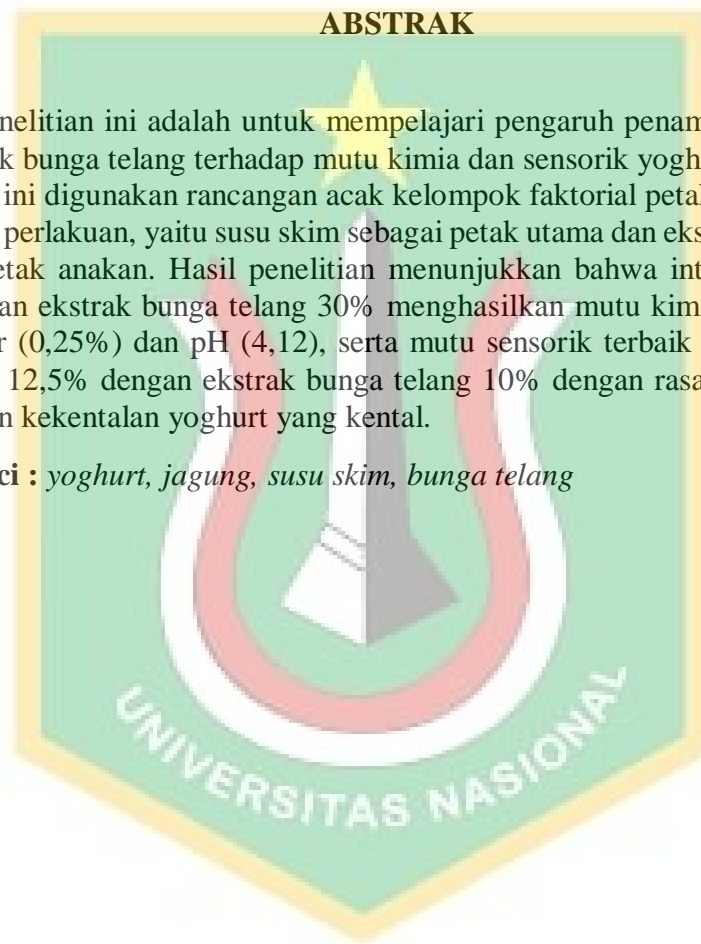 ABSTRAK
nelitian ini adalah untuk mempelajari pengaruh penam
k bunga telang terhadap mutu kimia dan sensorik yogh
ini digunakan rancangan acak kelompok faktorial petal
perlakuan, yaitu susu skim sebagai petak utama dan eks
etak anakan. Hasil penelitian menunjukkan bahwa int
an ekstrak bunga telang 30% menghasilkan mutu kim
r (0,25%) dan pH (4,12), serta mutu sensorik terbaik
12,5% dengan ekstrak bunga telang 10% dengan rasa
n kekentalan yoghurt yang kental.
ci : yoghurt, jagung, susu skim, bunga telang
UNIVERSITAS NASIONAL